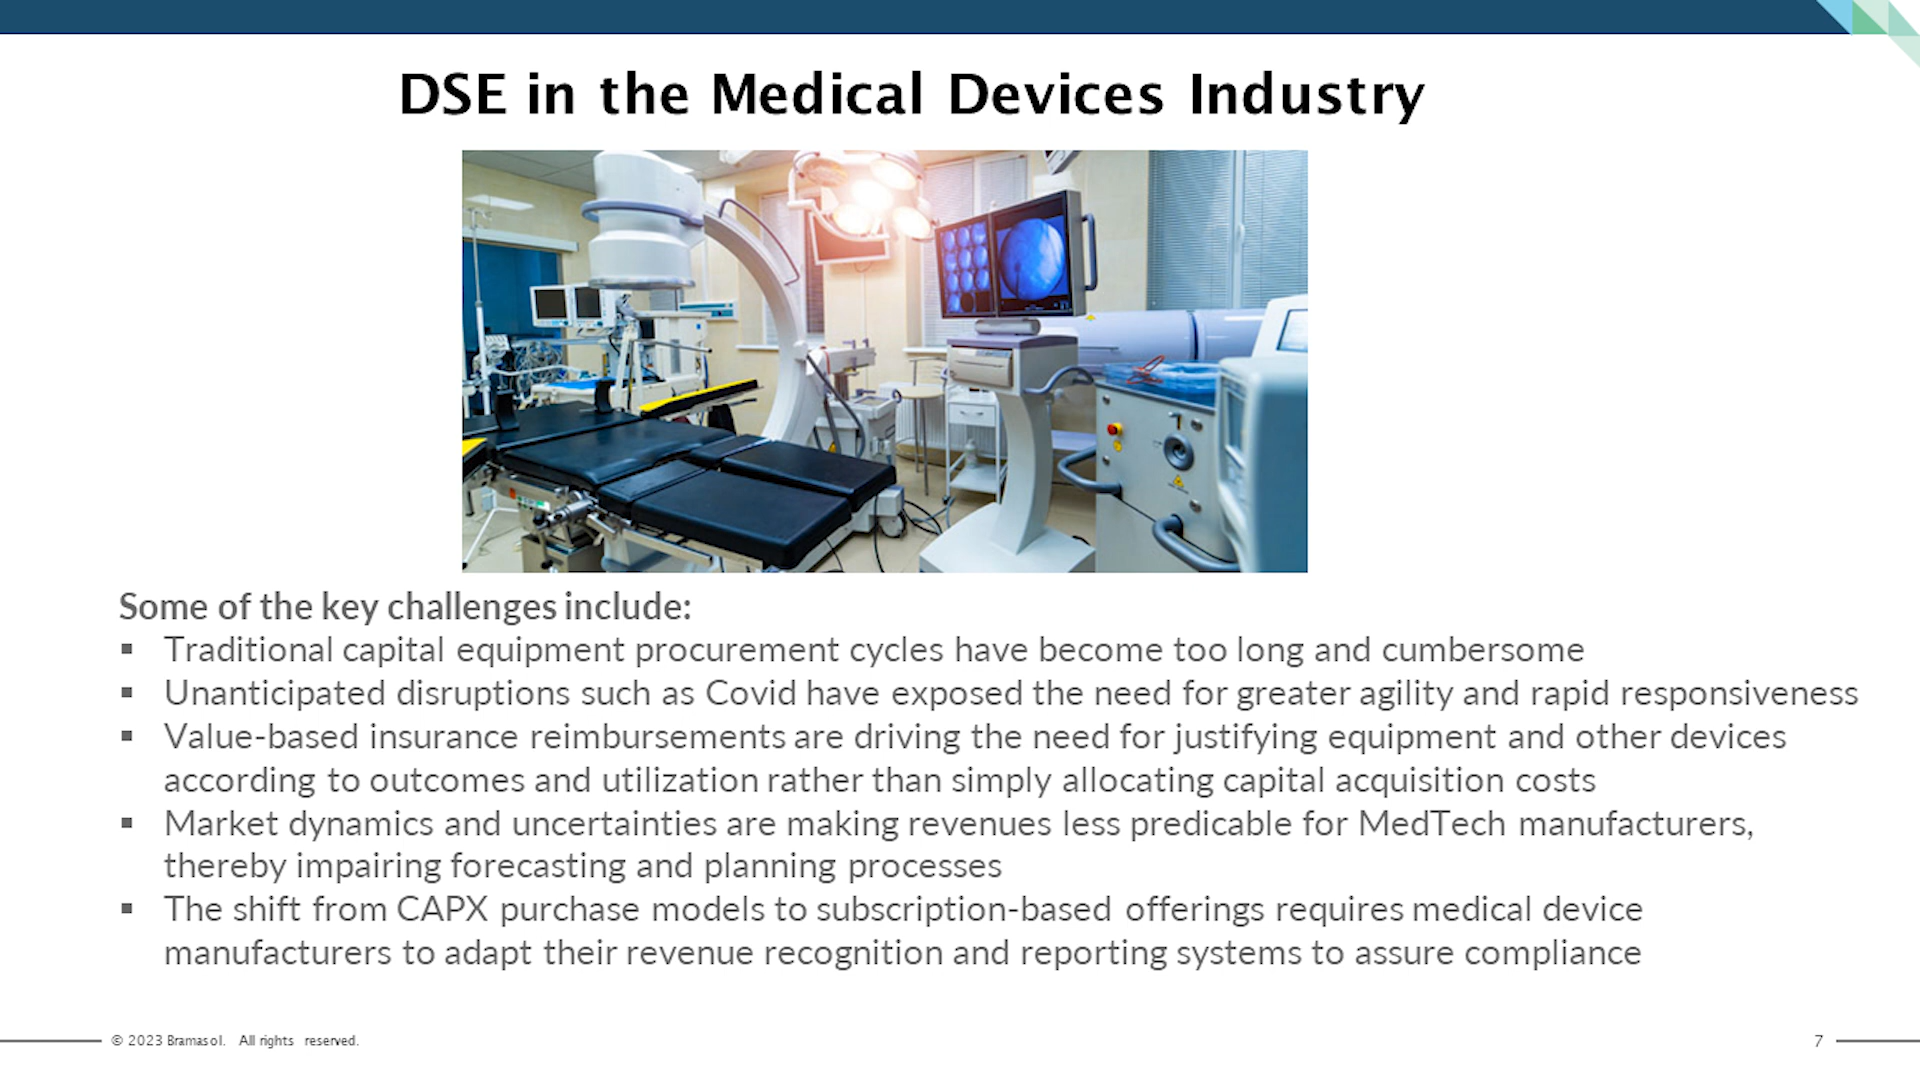 DSE in the Medical Devices Industry
Some of the key challenges include:
▪ Traditional capital equipment procurement cycles have become too long and cumbersome
▪ Unanticipated disruptions such as Covid have exposed the need for greater agility and rapid responsiveness
▪ Value-based insurance reimbursements are driving the need for justifying equipment and other devices
according to outcomes and utilization rather than simply allocating capital acquisition costs
▪ Market dynamics and uncertainties are making revenues less predicable for MedTech manufacturers,
thereby impairing forecasting and planning processes
▪ The shift from CAPX purchase models to subscription-based offerings requires medical device
manufacturers to adapt their revenue recognition and reporting systems to assure compliance
© 2023 Bramasol. All rights reserved.
7